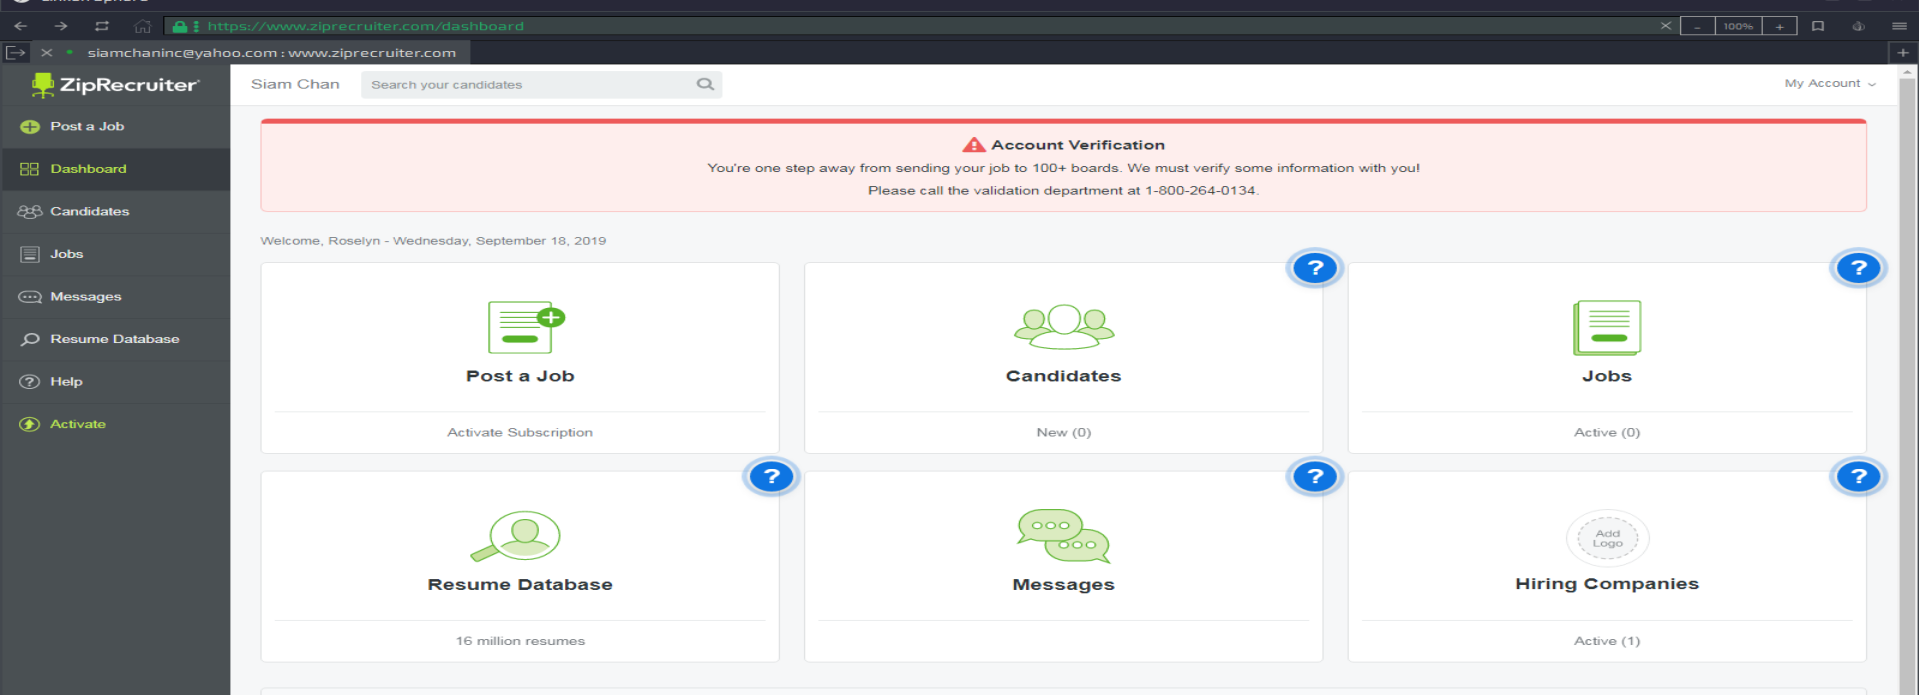 https://www.ziprecruiter.com/dashboard
100%
siamchaninc@yahoo.com : www.ziprecruiter.com
ZipRecruiter
Siam Chan
Search your candidates
My Account
Post a Job
Dashboard
Candidates
Jobs
Messages
Resume Database
Help
Activate
Account Verification
You're one step away from sending your job to 100+ boards. We must verify some information with you!
Please call the validation department at 1-800-264-0134.
Welcome, Roselyn - Wednesday, September 18, 2019
Post a Job
Activate Subscription
?
Candidates
New (0)
?
Jobs
Active (0)
?
Resume Database
16 million resumes
?
Messages
?
Add
Logo
Hiring Companies
Active (1)